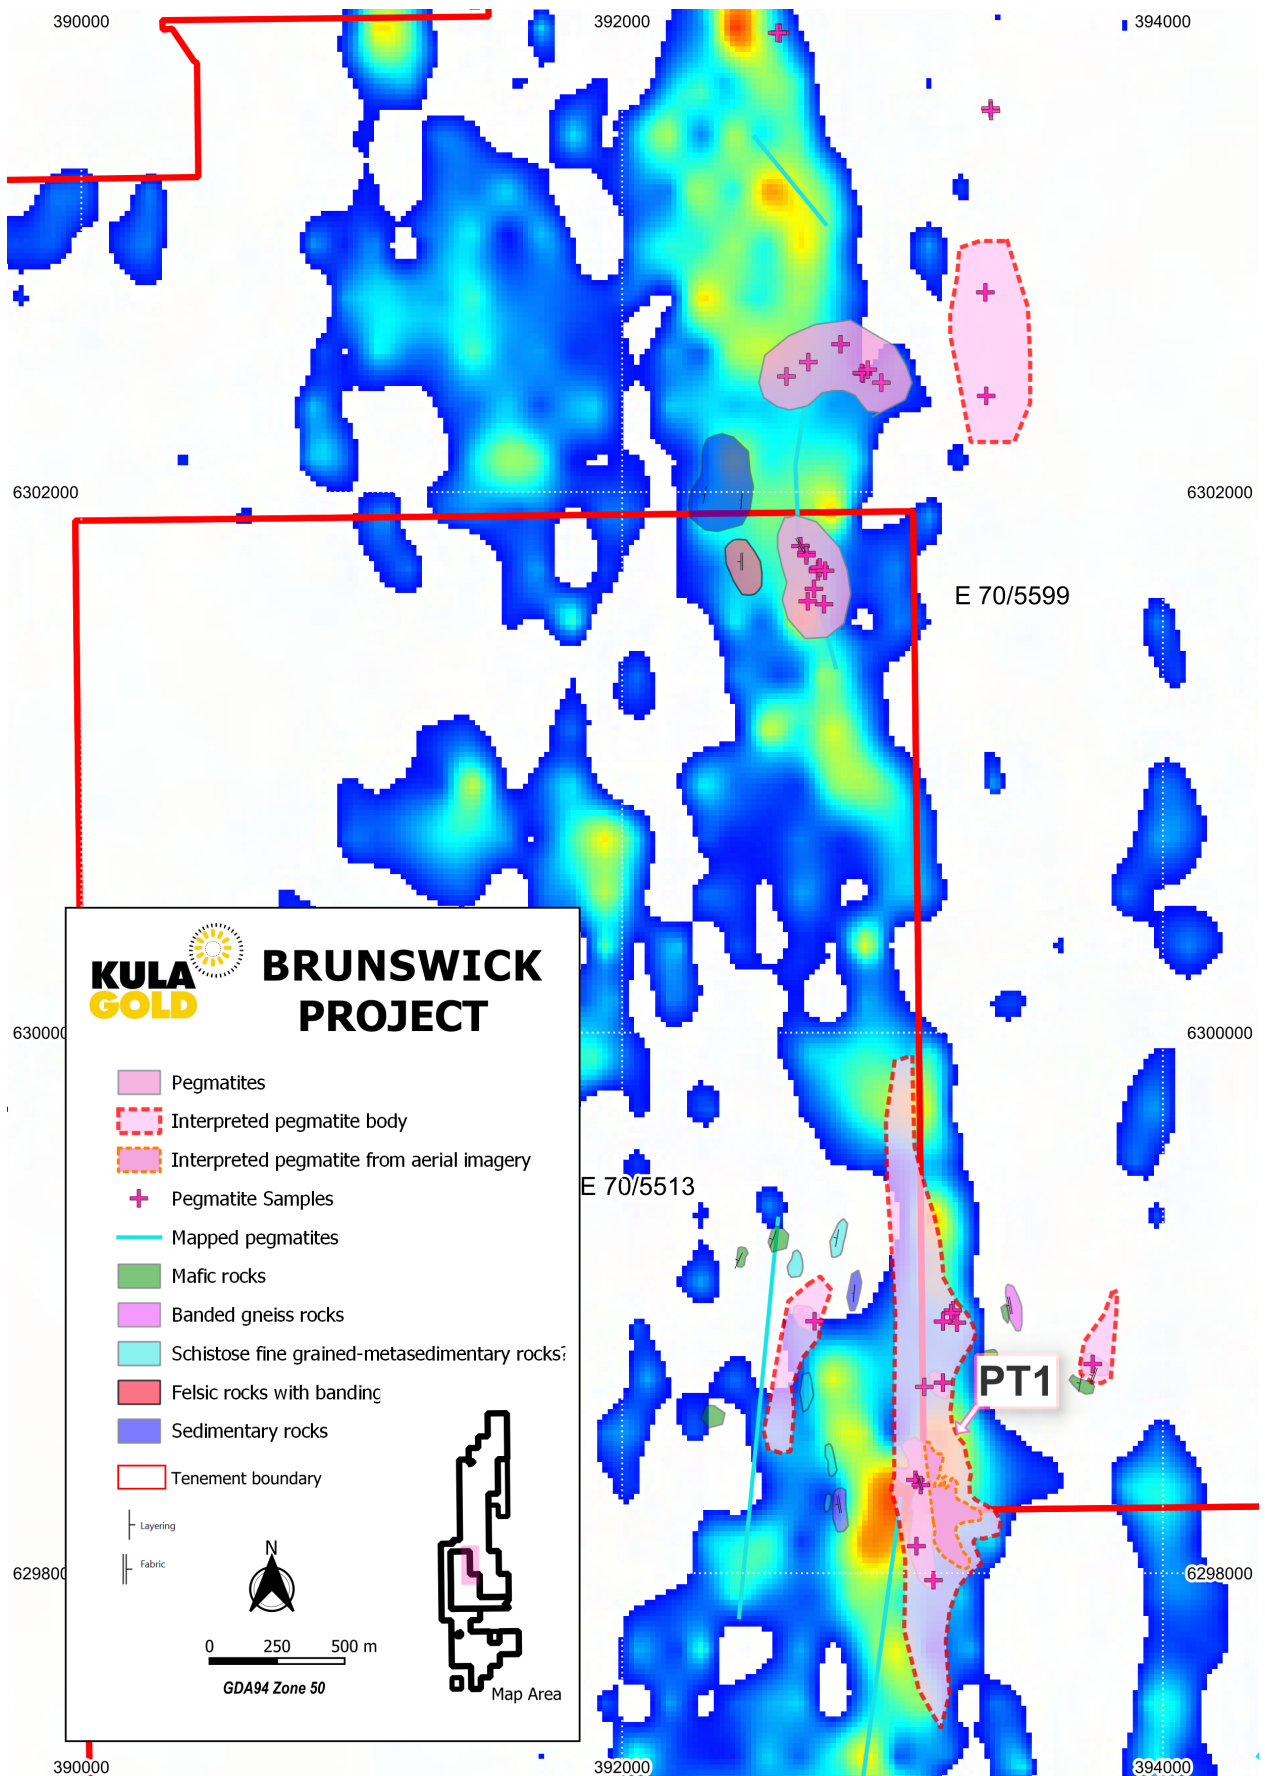 390000
392000
394000
6302000
6302000
E 70/5599
KULA
GOLD
BRUNSWICK
PROJECT
630000
6300000
Pegmatites
Interpreted pegmatite body
Interpreted pegmatite from aerial imagery
Pegmatite Samples
Mapped pegmatites
Mafic rocks
Banded gneiss rocks
Schistose fine grained-metasedimentary rocks?
Felsic rocks with banding
Sedimentary rocks
Tenement boundary
Layering
Fabric
N
0 250 500 m
GDA94 Zone 50
Map Area
E 70/5513
PT1
629800
6298000
390000
392000
394000